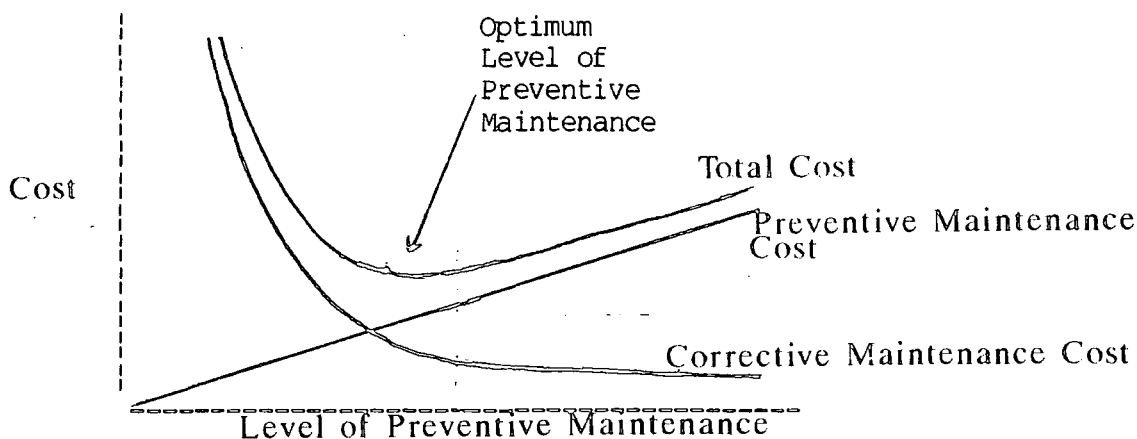 Optimum
Level of
Preventive
Maintenance
Total Cost
Cost
Preventive Maintenance
Cost
Corrective Maintenance Cost
Level of Preventive Maintenance